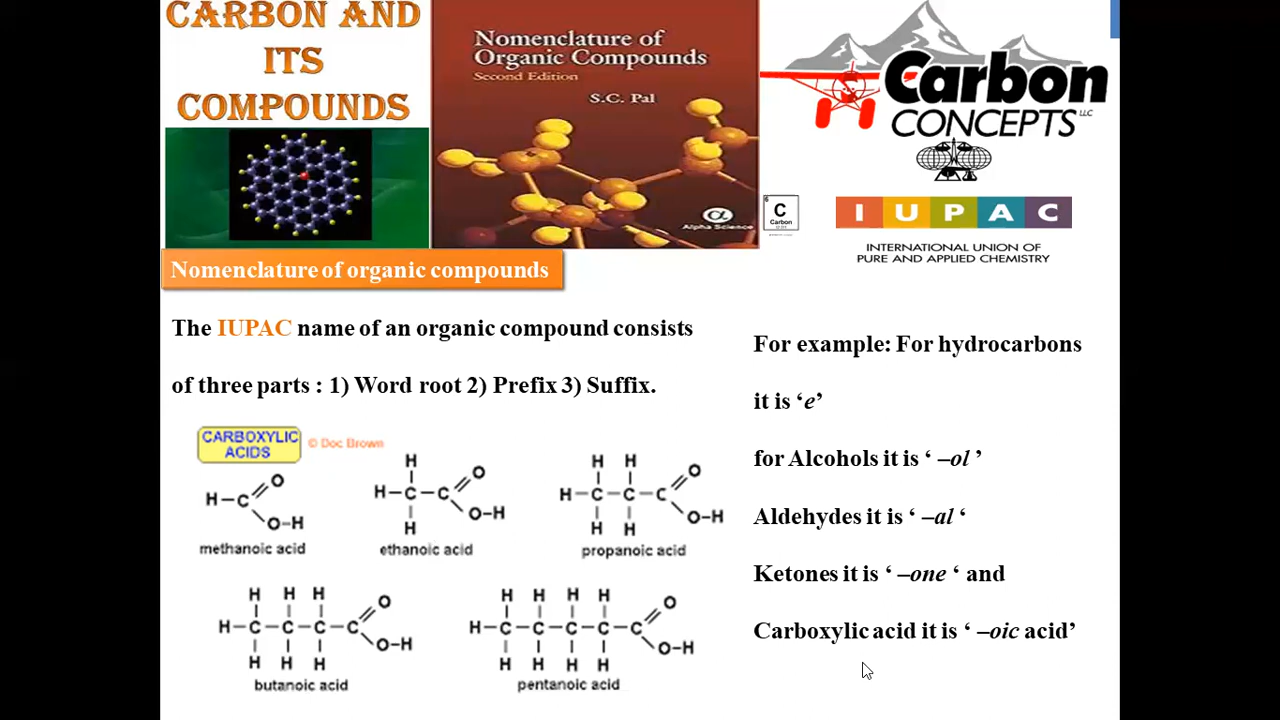 CARBON AND
ITS
COMPOUNDS
Nomenclature of
Organic Compounds
Second Edition
S.C. Pal
α
Alpha Science
Carbon
CONCEPTS LLC
6
C
Carbon
I U P A C
INTERNATIONAL UNION OF
PURE AND APPLIED CHEMISTRY
Nomenclature of organic compounds
The IUPAC name of an organic compound consists
of three parts : 1) Word root 2) Prefix 3) Suffix.
CARBOXYLIC
ACIDS
© Doc Brown
H C O O-H
methanoic acid
H H C C O O-H H
ethanoic acid
H H H C C C O O-H H H
propanoic acid
H H H H C C C C O O-H H H H
butanoic acid
H H H H H C C C C C O O-H H H H H
pentanoic acid
For example: For hydrocarbons
it is ‘e’
for Alcohols it is ‘ –ol ’
Aldehydes it is ‘ –al ‘
Ketones it is ‘ –one ‘ and
Carboxylic acid it is ‘ –oic acid’